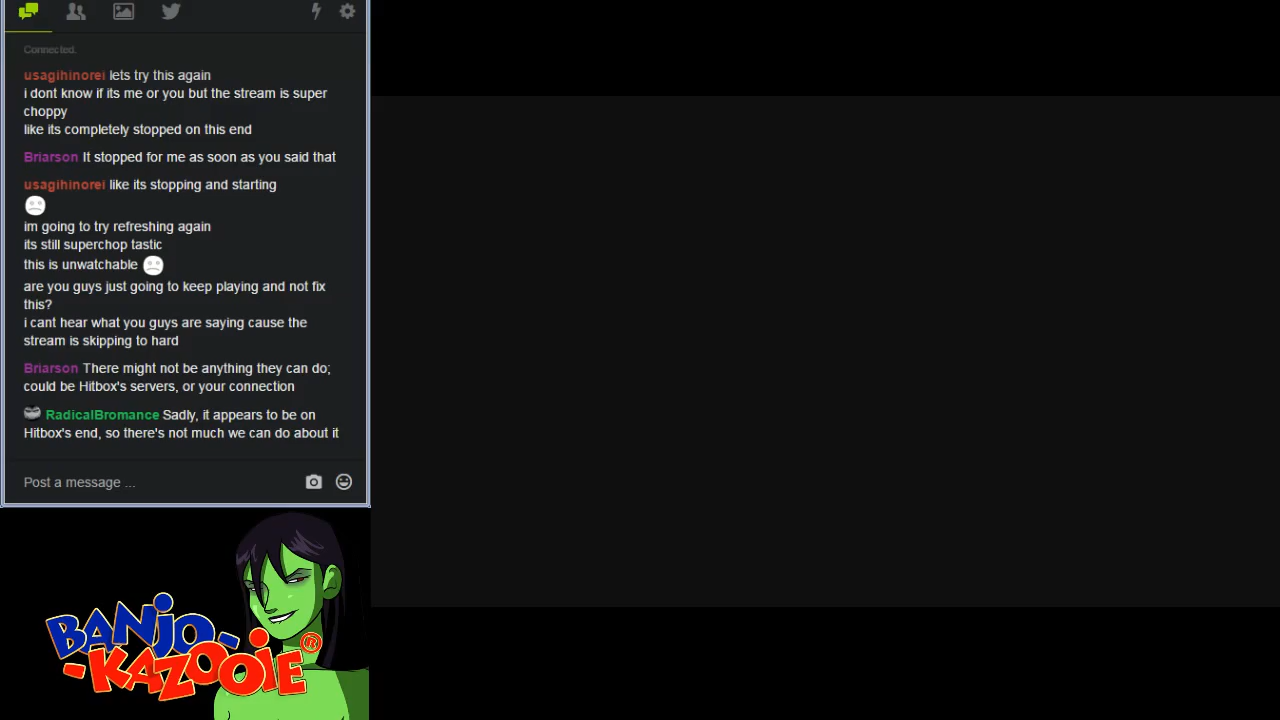 Connected.
usagihinorei lets try this again
i dont know if its me or you but the stream is super
choppy
like its completely stopped on this end
Briarson It stopped for me as soon as you said that
usagihinorei like its stopping and starting
im going to try refreshing again
its still superchop tastic
this is unwatchable
are you guys just going to keep playing and not fix
this?
i cant hear what you guys are saying cause the
stream is skipping to hard
Briarson There might not be anything they can do;
could be Hitbox's servers, or your connection
RadicalBromance Sadly, it appears to be on
Hitbox's end, so there's not much we can do about it
Post a message ...
BANJO-
-KAZOOIE®